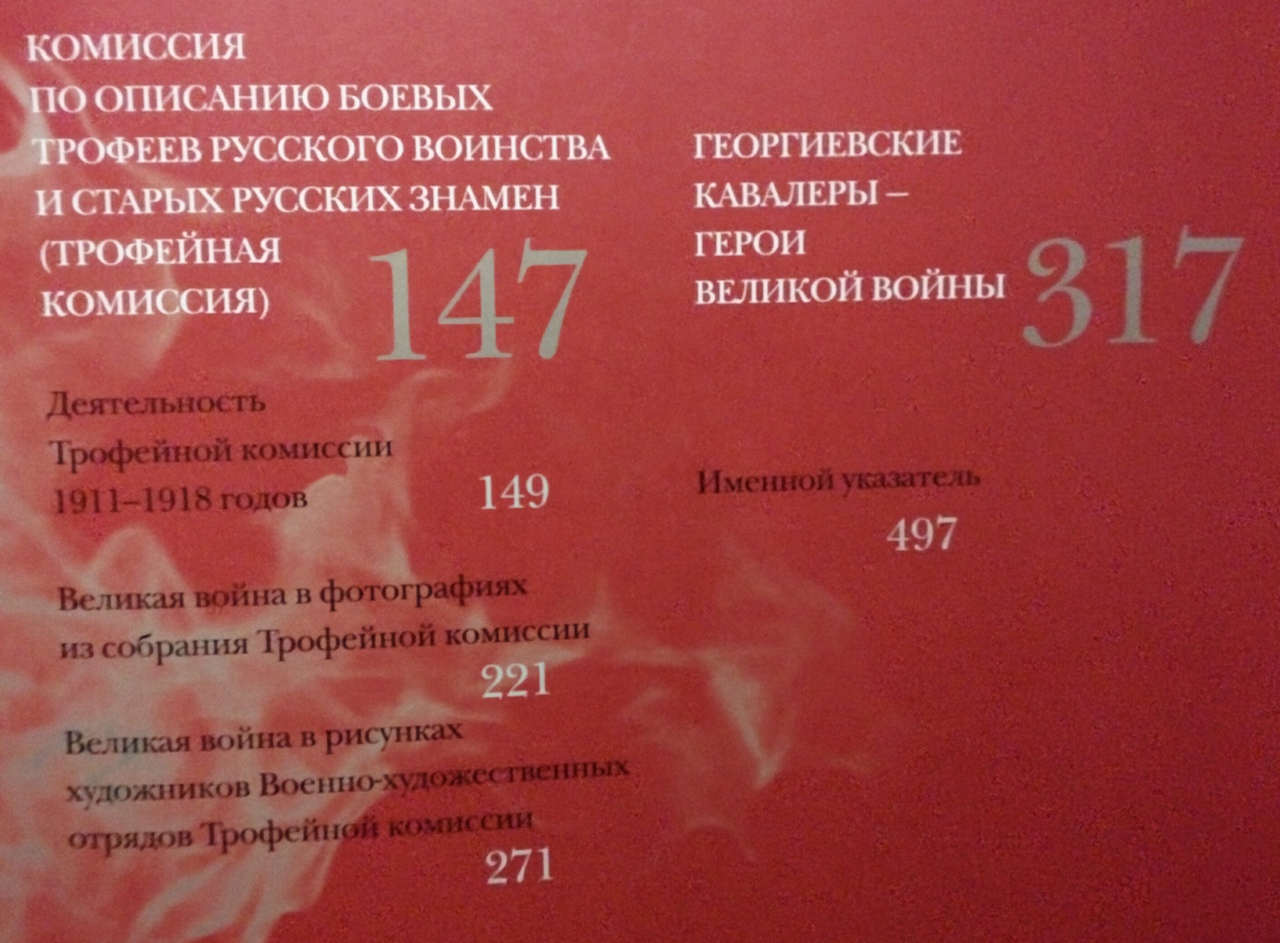 КОМИССИЯ
ПО ОПИСАНИЮ БОЕВЫХ
ТРОФЕЕВ РУССКОГО ВОИНСТВА
И СТАРЫХ РУССКИХ ЗНАМЕН
(ТРОФЕЙНАЯ
КОМИССИЯ) 147
Деятельность
Трофейной комиссии
1911–1918 годов 149
Великая война в фотографиях
из собрания Трофейной комиссии
221
Великая война в рисунках
художников Военно-художественных
отрядов Трофейной комиссии
271
ГЕОРГИЕВСКИЕ
КАВАЛЕРЫ –
ГЕРОИ
ВЕЛИКОЙ ВОЙНЫ 317
Именной указатель
497